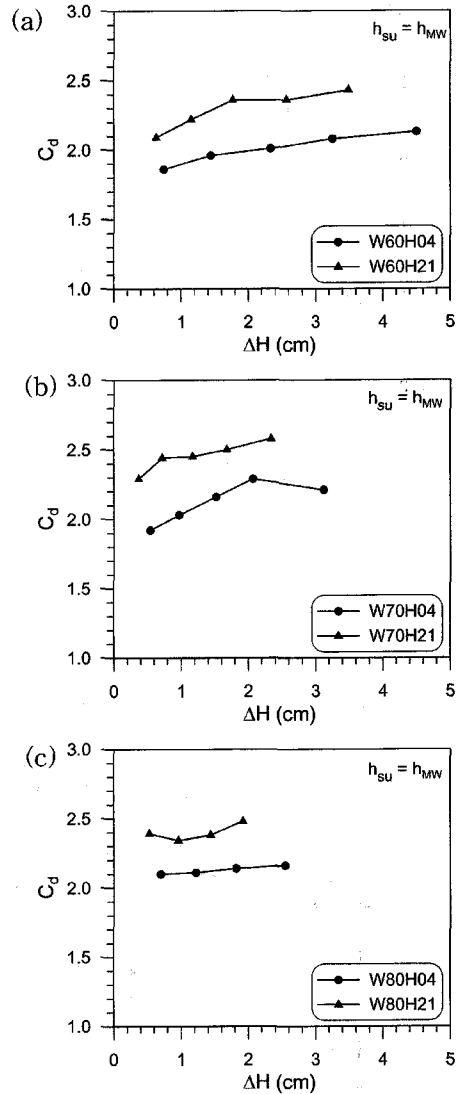 (a)
3.0
h_su = h_MW
2.5
C_d
2.0
1.5
W60H04
W60H21
1.0
0 1 2 3 4 5
ΔH (cm)
(b)
3.0
h_su = h_MW
2.5
C_d
2.0
1.5
W70H04
W70H21
1.0
0 1 2 3 4 5
ΔH (cm)
(c)
3.0
h_su = h_MW
2.5
C_d
2.0
1.5
W80H04
W80H21
1.0
0 1 2 3 4 5
ΔH (cm)